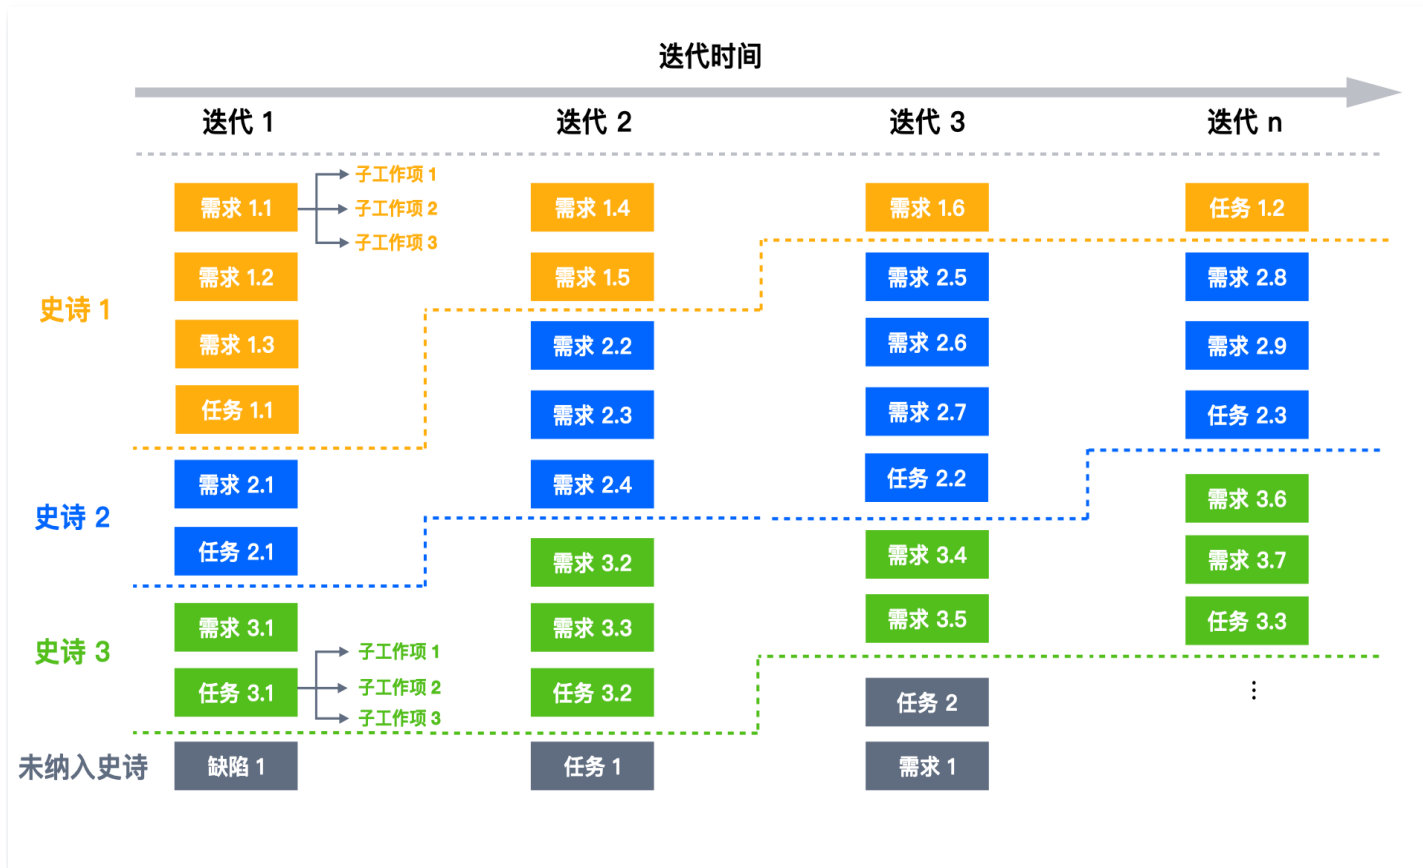 迭代时间
迭代 1
迭代 2
迭代 3
迭代 n
史诗 1
需求 1.1
子工作项 1
子工作项 2
子工作项 3
需求 1.2
需求 1.3
任务 1.1
需求 1.4
需求 1.5
需求 1.6
任务 1.2
史诗 2
需求 2.1
任务 2.1
需求 2.2
需求 2.3
需求 2.4
需求 2.5
需求 2.6
需求 2.7
任务 2.2
需求 2.8
需求 2.9
任务 2.3
史诗 3
需求 3.1
任务 3.1
子工作项 1
子工作项 2
子工作项 3
需求 3.2
需求 3.3
任务 3.2
需求 3.4
需求 3.5
需求 3.6
需求 3.7
任务 3.3
未纳入史诗
缺陷 1
任务 1
任务 2
需求 1
⋮